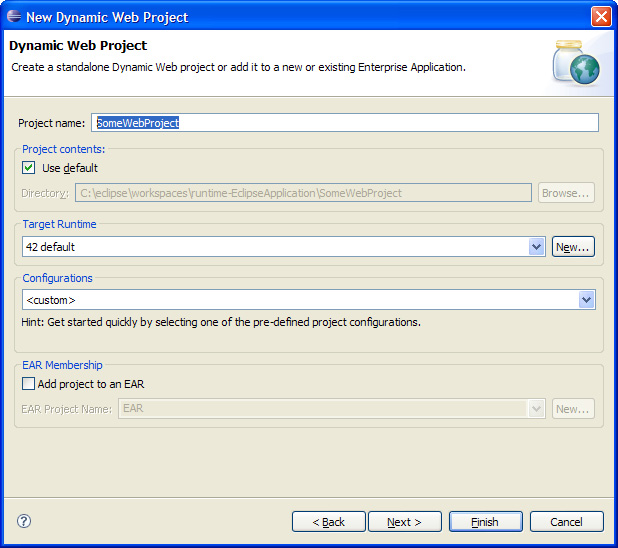 New Dynamic Web Project
Dynamic Web Project
Create a standalone Dynamic Web project or add it to a new or existing Enterprise Application.
Project name: SomeWebProject
Project contents:
Use default
Directory: C:\eclipse\workspaces\runtime-EclipseApplication\SomeWebProject Browse...
Target Runtime
42 default New...
Configurations
<custom>
Hint: Get started quickly by selecting one of the pre-defined project configurations.
EAR Membership
Add project to an EAR
EAR Project Name: EAR New...
? < Back Next > Finish Cancel